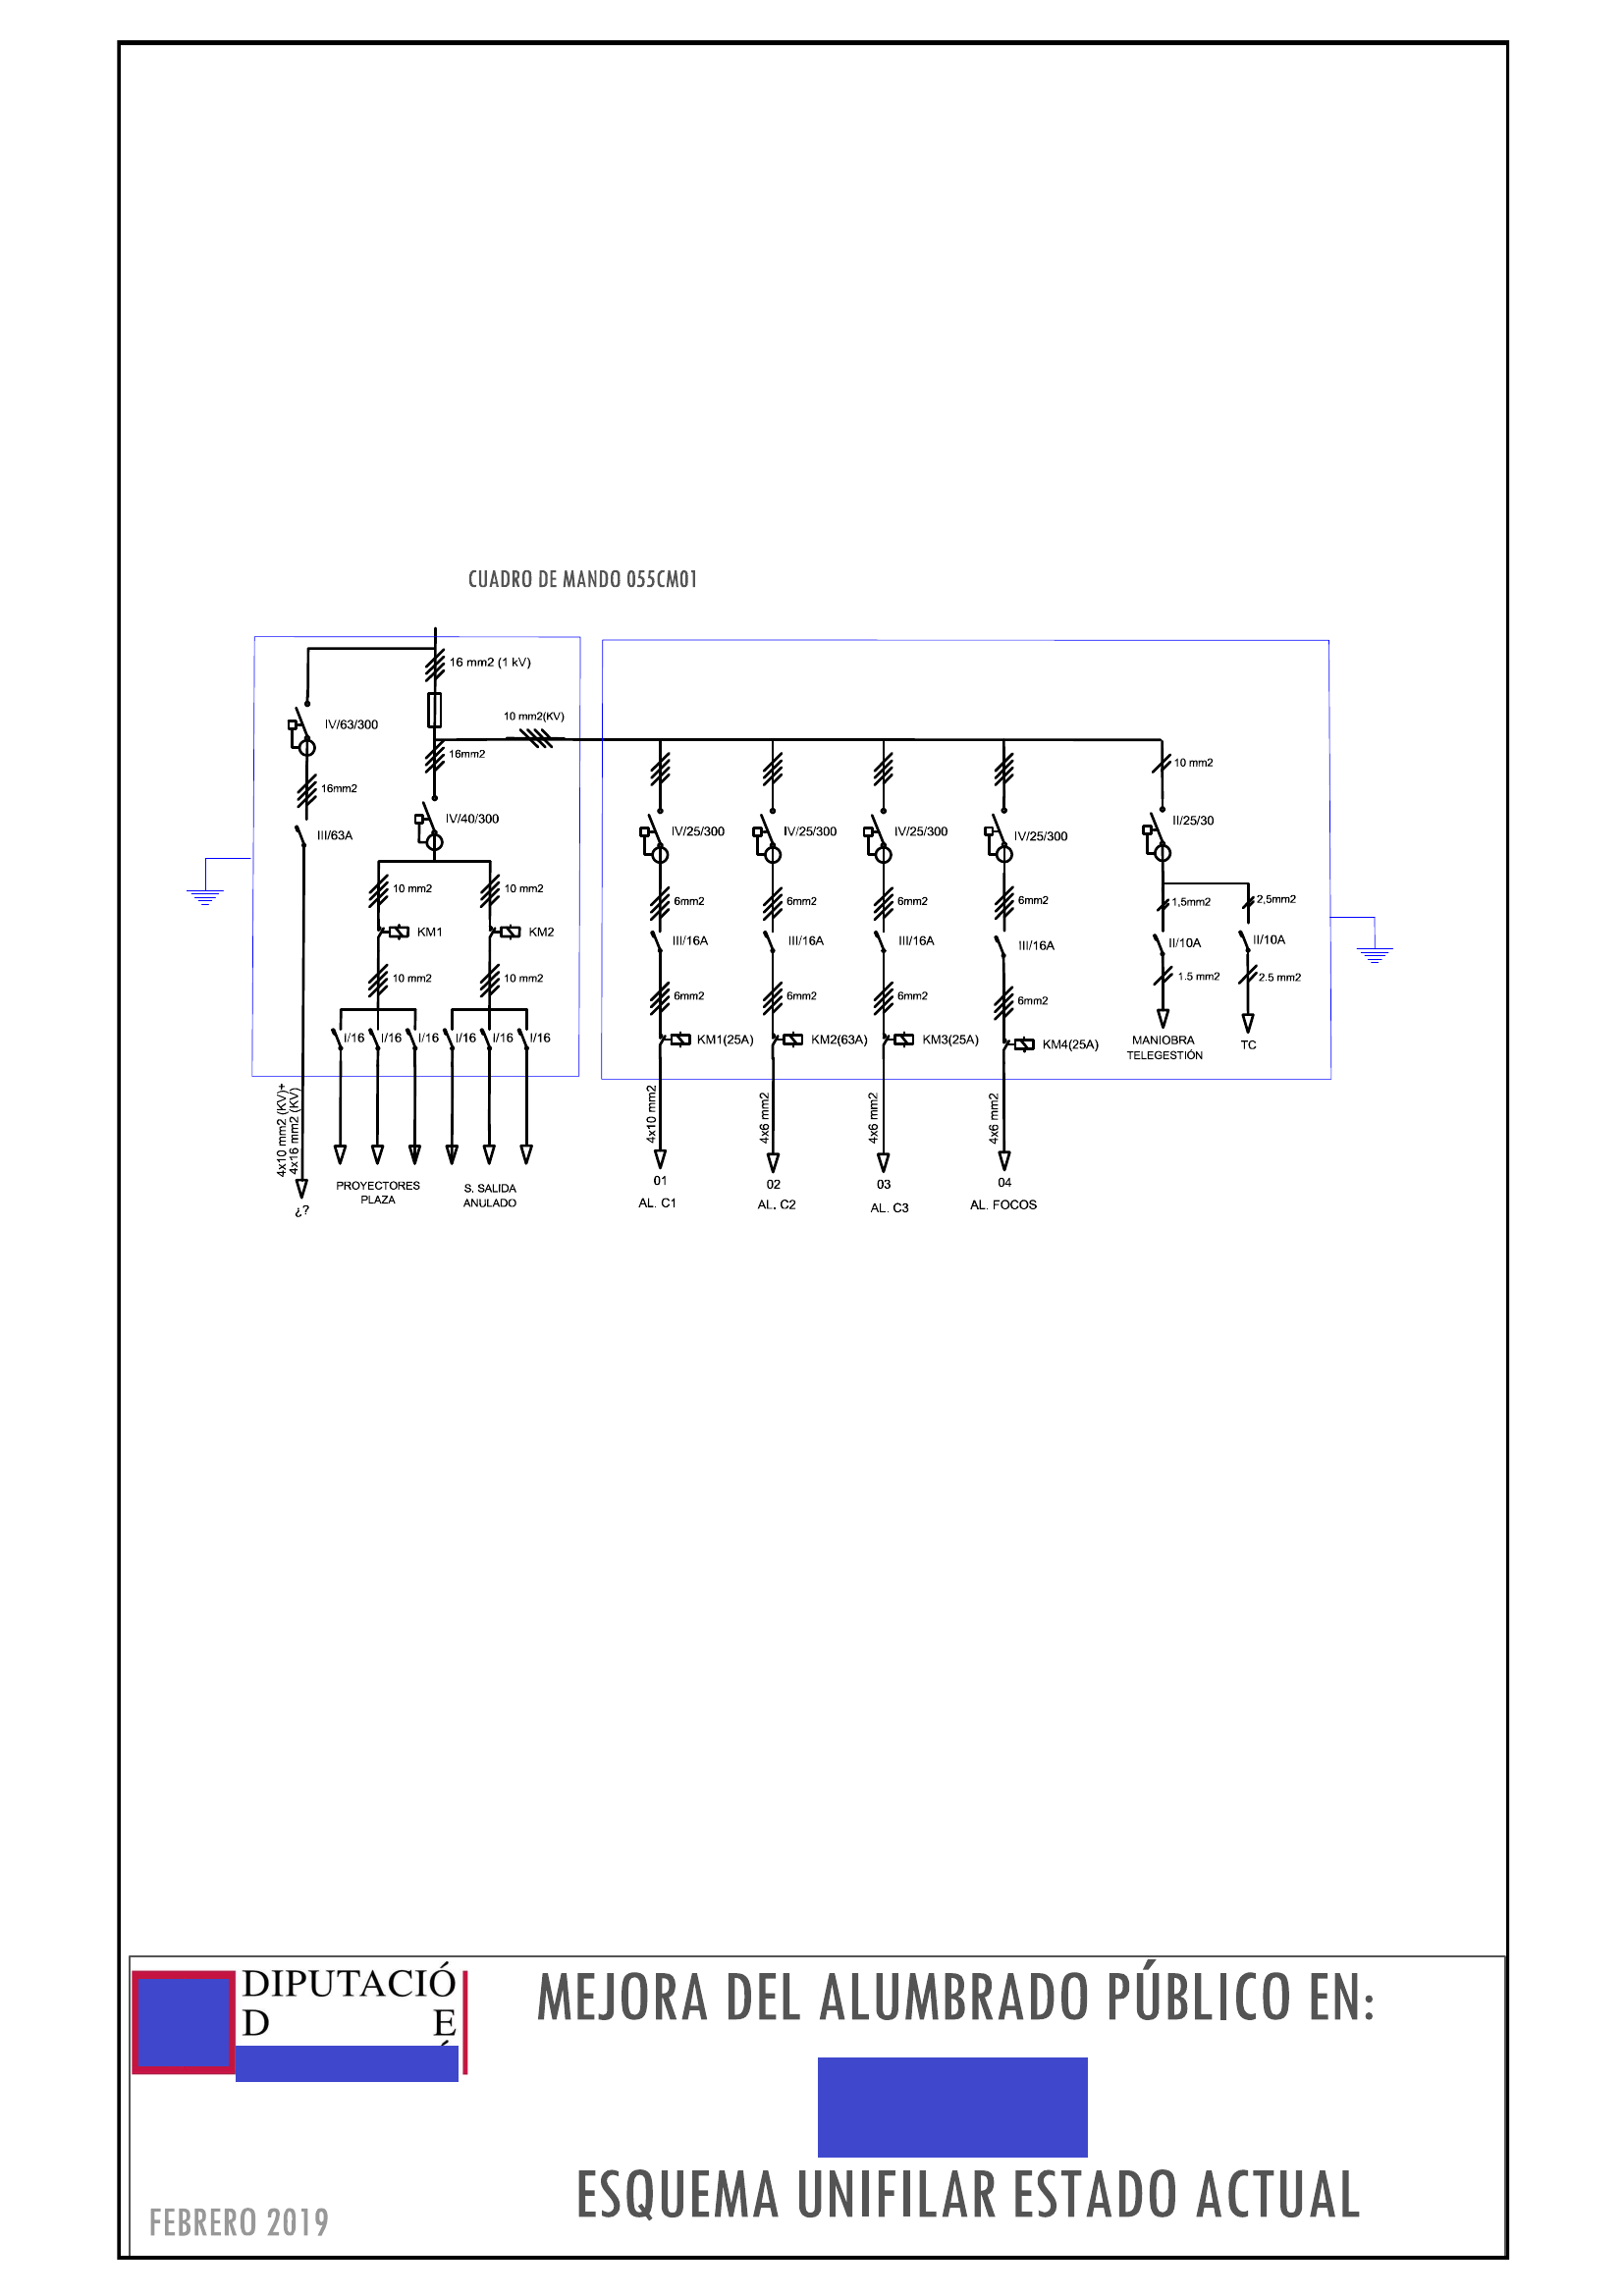 CUADRO DE MANDO 055CM01
16 mm2 (1 kV)
IV/63/300
10 mm2(KV)
16mm2
10 mm2
16mm2
IV/40/300
II/25/30
IV/25/300
IV/25/300
IV/25/300
IV/25/300
III/63A
10 mm2
10 mm2
6mm2
6mm2
6mm2
6mm2
1,5mm2
2,5mm2
KM1
KM2
III/16A
III/16A
III/16A
III/16A
II/10A
II/10A
10 mm2
10 mm2
6mm2
6mm2
6mm2
6mm2
1.5 mm2
2.5 mm2
I/16
I/16
I/16
I/16
I/16
I/16
KM1(25A)
KM2(63A)
KM3(25A)
KM4(25A)
MANIOBRA
TELEGESTIÓN
TC
4x10 mm2 (KV)+
4x16 mm2 (KV)
4x10 mm2
4x6 mm2
4x6 mm2
4x6 mm2
PROYECTORES
PLAZA
S. SALIDA
ANULADO
¿?
01
AL. C1
02
AL. C2
03
AL. C3
04
AL. FOCOS
DIPUTACIÓ
D E
MEJORA DEL ALUMBRADO PÚBLICO EN:
ESQUEMA UNIFILAR ESTADO ACTUAL
FEBRERO 2019